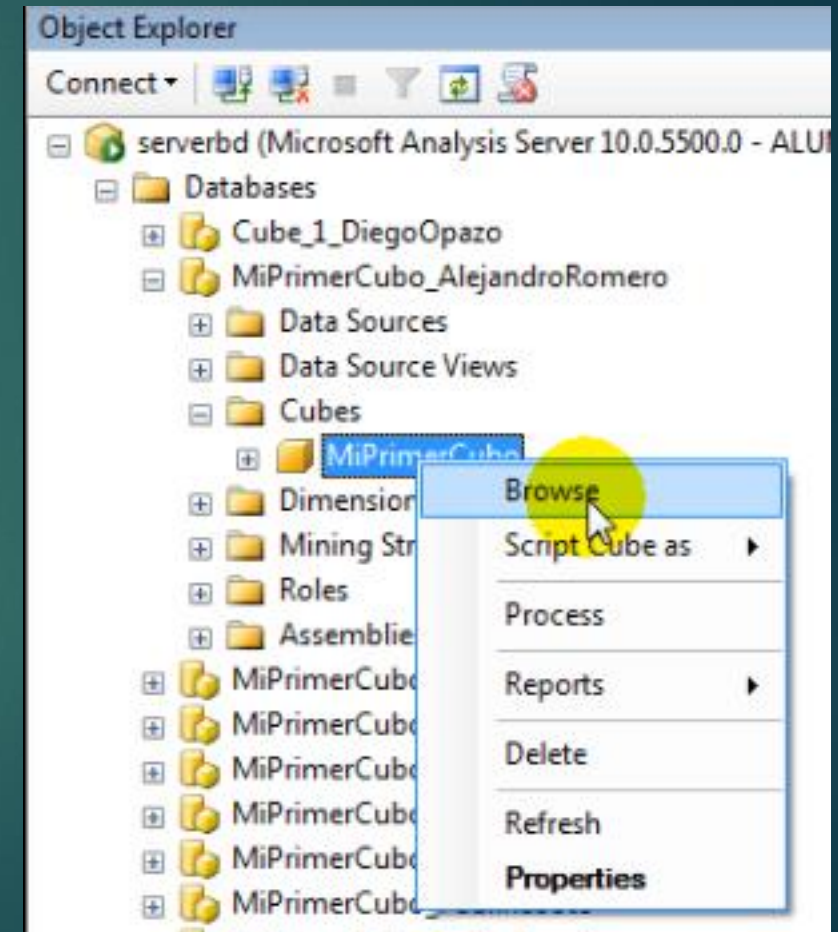 Object Explorer
Connect
serverbd (Microsoft Analysis Server 10.0.5500.0 - ALU
Databases
Cube_1_DiegoOpazo
MiPrimerCubo_AlejandroRomero
Data Sources
Data Source Views
Cubes
MiPrimerCubo
Browse
Dimension
Script Cube as
Mining Str
Roles
Process
Assemblie
MiPrimerCubo
Reports
MiPrimerCubo
Delete
MiPrimerCubo
MiPrimerCubo
Refresh
MiPrimerCubo
Properties
MiPrimerCubo